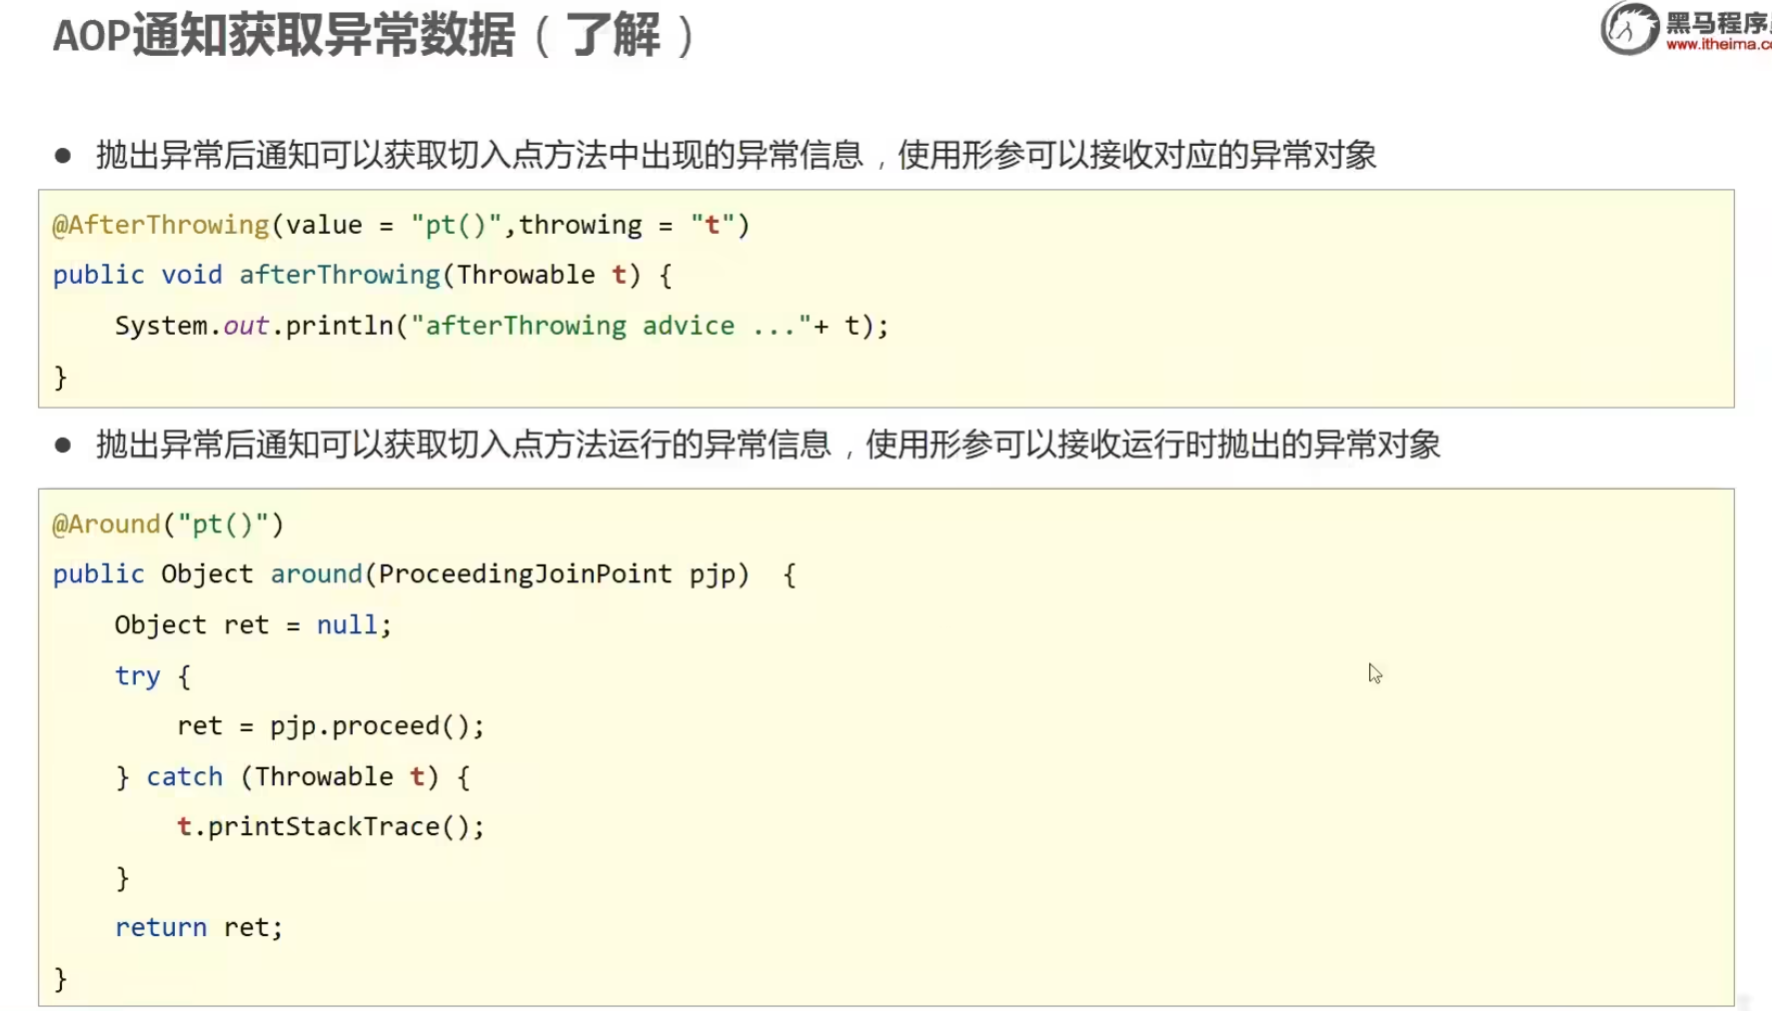 AOP通知获取异常数据（了解）
黑马程序
www.itheima.co
● 抛出异常后通知可以获取切入点方法中出现的异常信息，使用形参可以接收对应的异常对象
@AfterThrowing(value = "pt()",throwing = "t")
public void afterThrowing(Throwable t) {
    System.out.println("afterThrowing advice ..."+ t);
}
● 抛出异常后通知可以获取切入点方法运行的异常信息，使用形参可以接收运行时抛出的异常对象
@Around("pt()")
public Object around(ProceedingJoinPoint pjp)  {
    Object ret = null;
    try {
        ret = pjp.proceed();
    } catch (Throwable t) {
        t.printStackTrace();
    }
    return ret;
}